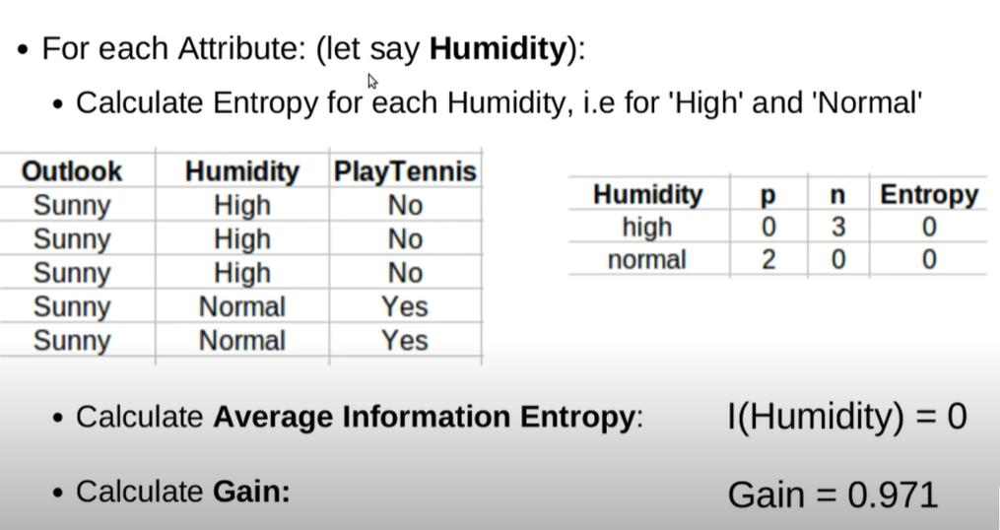 • For each Attribute: (let say Humidity):
• Calculate Entropy for each Humidity, i.e for 'High' and 'Normal'
Outlook Humidity PlayTennis
Sunny High No
Sunny High No
Sunny High No
Sunny Normal Yes
Sunny Normal Yes
Humidity p n Entropy
high 0 3 0
normal 2 0 0
• Calculate Average Information Entropy: I(Humidity) = 0
• Calculate Gain: Gain = 0.971